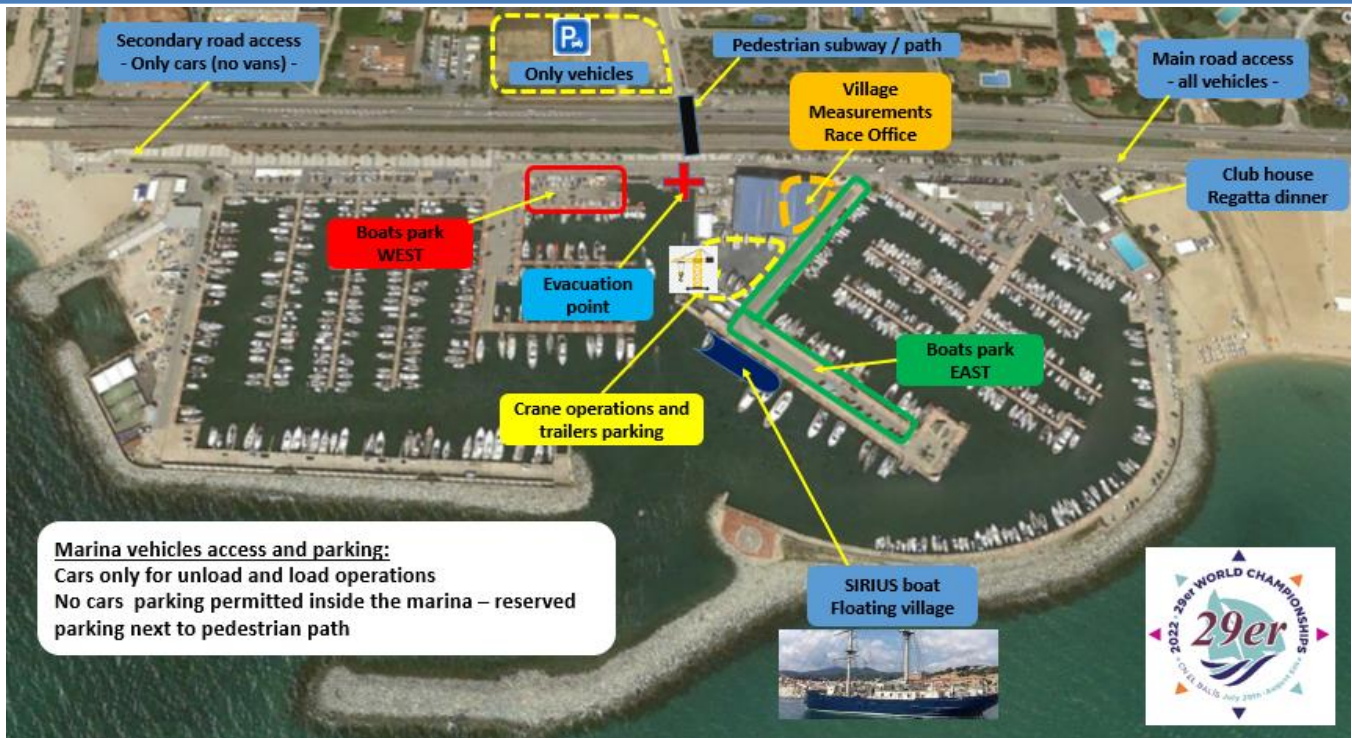 Secondary road access
- Only cars (no vans) -
P
Only vehicles
Pedestrian subway / path
Main road access
- all vehicles -
Village
Measurements
Race Office
Club house
Regatta dinner
Boats park
WEST
Evacuation
point
Boats park
EAST
Crane operations and
trailers parking
Marina vehicles access and parking:
Cars only for unload and load operations
No cars  parking permitted inside the marina – reserved
parking next to pedestrian path
SIRIUS boat
Floating village
2022 · 29er WORLD CHAMPIONSHIPS
29er